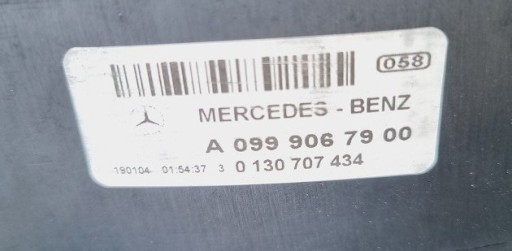 058
MERCEDES - BENZ
A 099 906 79 00
190104 01:54:37 3 0 130 707 434